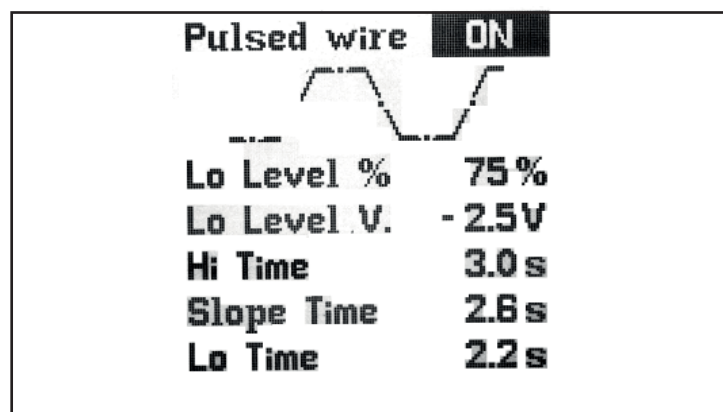 Pulsed wire ON
Lo Level % 75%
Lo Level V. -2.5V
Hi Time 3.0s
Slope Time 2.6s
Lo Time 2.2s